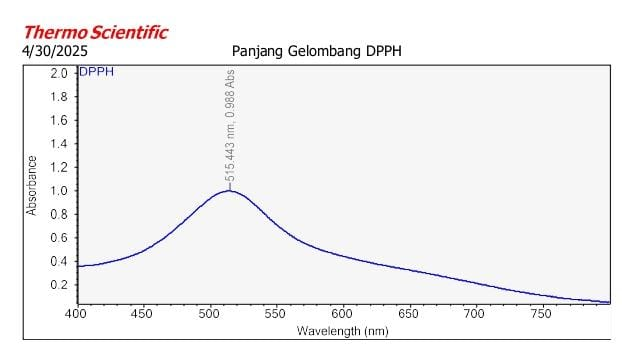 Thermo Scientific
4/30/2025
Panjang Gelombang DPPH
DPPH
515.443 nm, 0.988 Abs
2.0
1.8
1.6
1.4
1.2
1.0
0.8
0.6
0.4
0.2
Absorbance
400 450 500 550 600 650 700 750
Wavelength (nm)